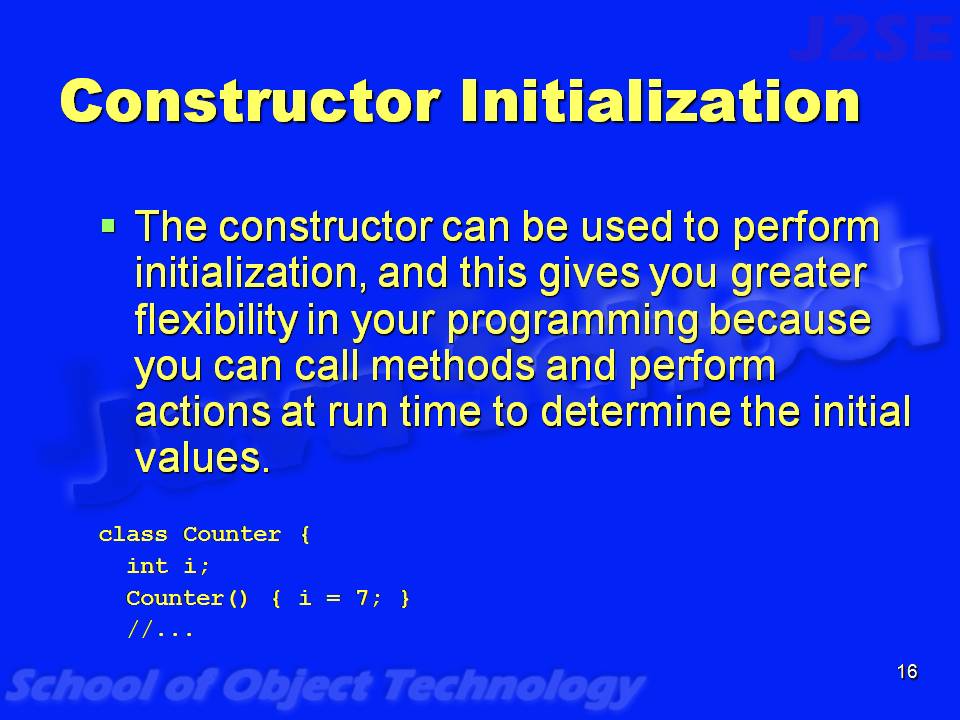 J2SE
Constructor Initialization
▪ The constructor can be used to perform
initialization, and this gives you greater
flexibility in your programming because
you can call methods and perform
actions at run time to determine the initial
values.
Java School
class Counter {
  int i;
  Counter() { i = 7; }
  //...
School of Object Technology
16